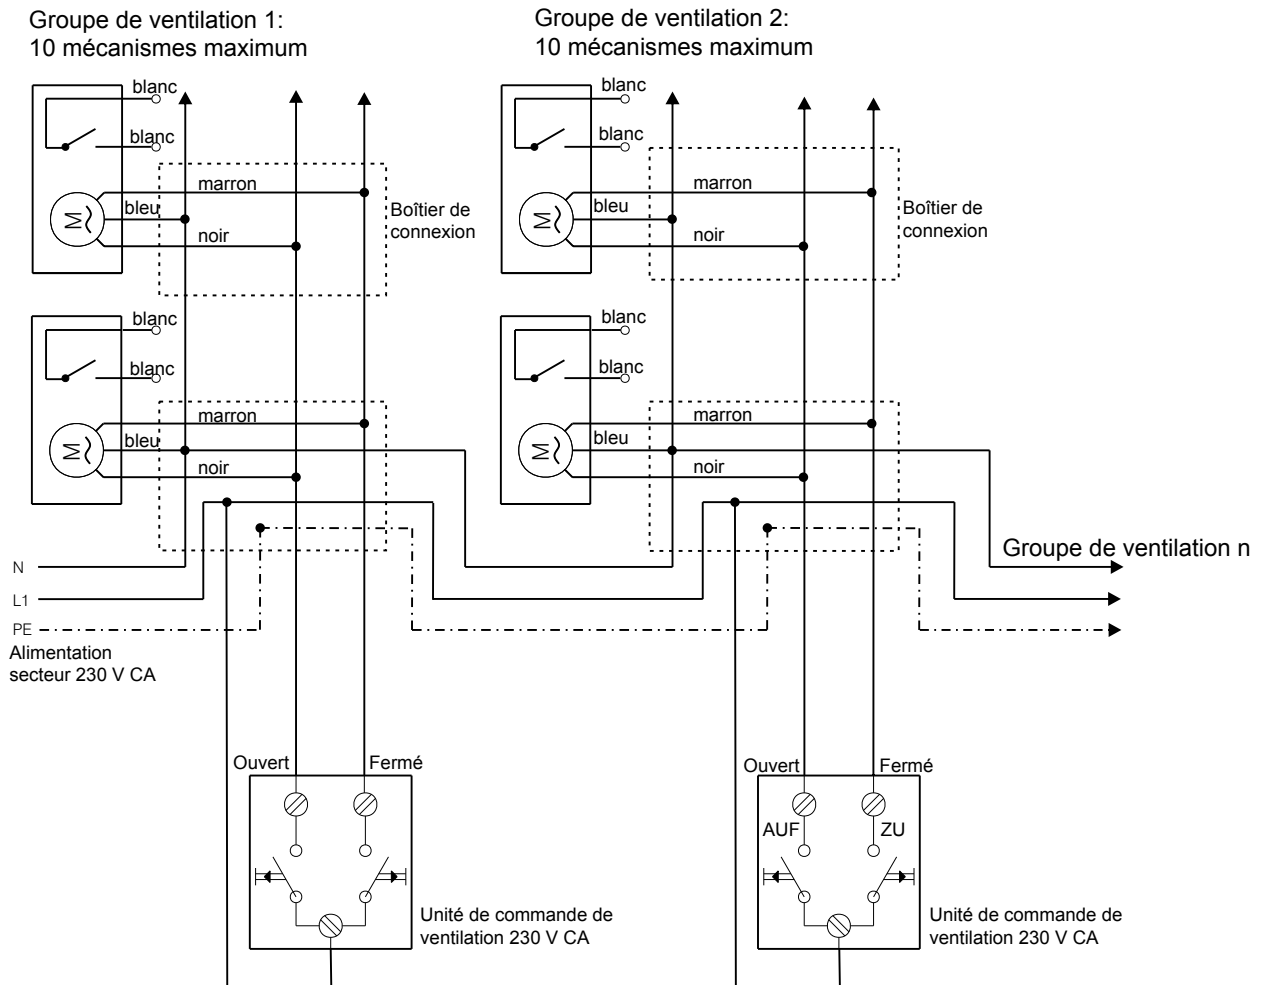 Groupe de ventilation 1:
10 mécanismes maximum
Groupe de ventilation 2:
10 mécanismes maximum
blanc
blanc
marron
bleu
noir
Boîtier de
connexion
blanc
blanc
marron
bleu
noir
Boîtier de
connexion
blanc
blanc
marron
bleu
noir
blanc
blanc
marron
bleu
noir
M
M
M
M
Groupe de ventilation n
N
L1
PE
Alimentation
secteur 230 V CA
Ouvert
Fermé
Ouvert
Fermé
AUF
ZU
Unité de commande de
ventilation 230 V CA
Unité de commande de
ventilation 230 V CA